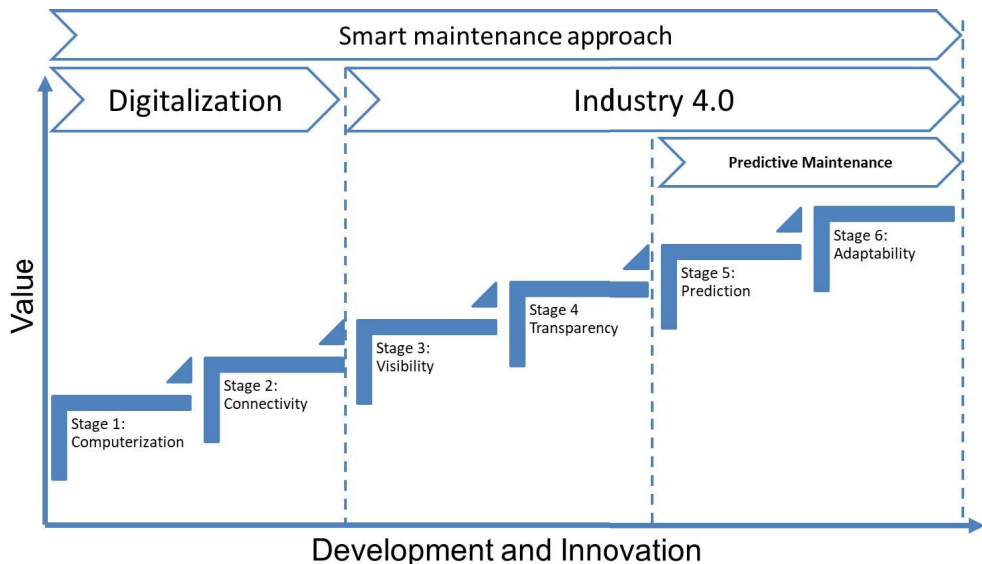 Smart maintenance approach
Digitalization
Industry 4.0
Predictive Maintenance
Stage 6:
Adaptability
Stage 5:
Prediction
Stage 4
Transparency
Stage 3:
Visibility
Stage 2:
Connectivity
Stage 1:
Computerization
Value
Development and Innovation